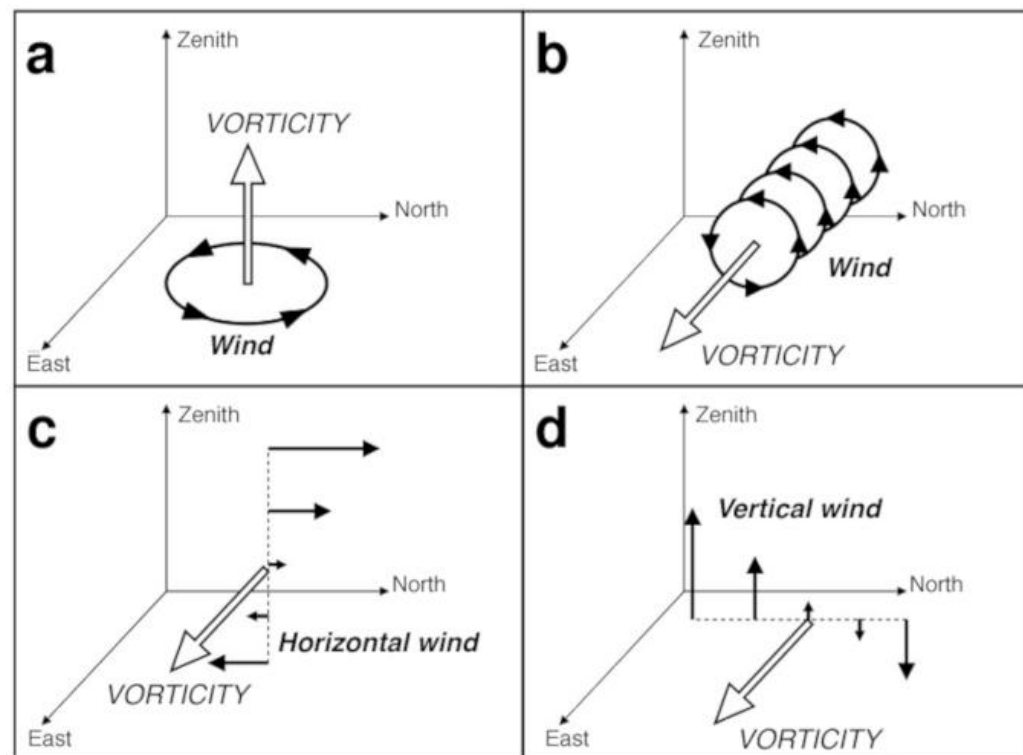 a
Zenith
VORTICITY
North
Wind
East
b
Zenith
North
Wind
VORTICITY
East
c
Zenith
North
Horizontal wind
VORTICITY
East
d
Zenith
Vertical wind
North
VORTICITY
East